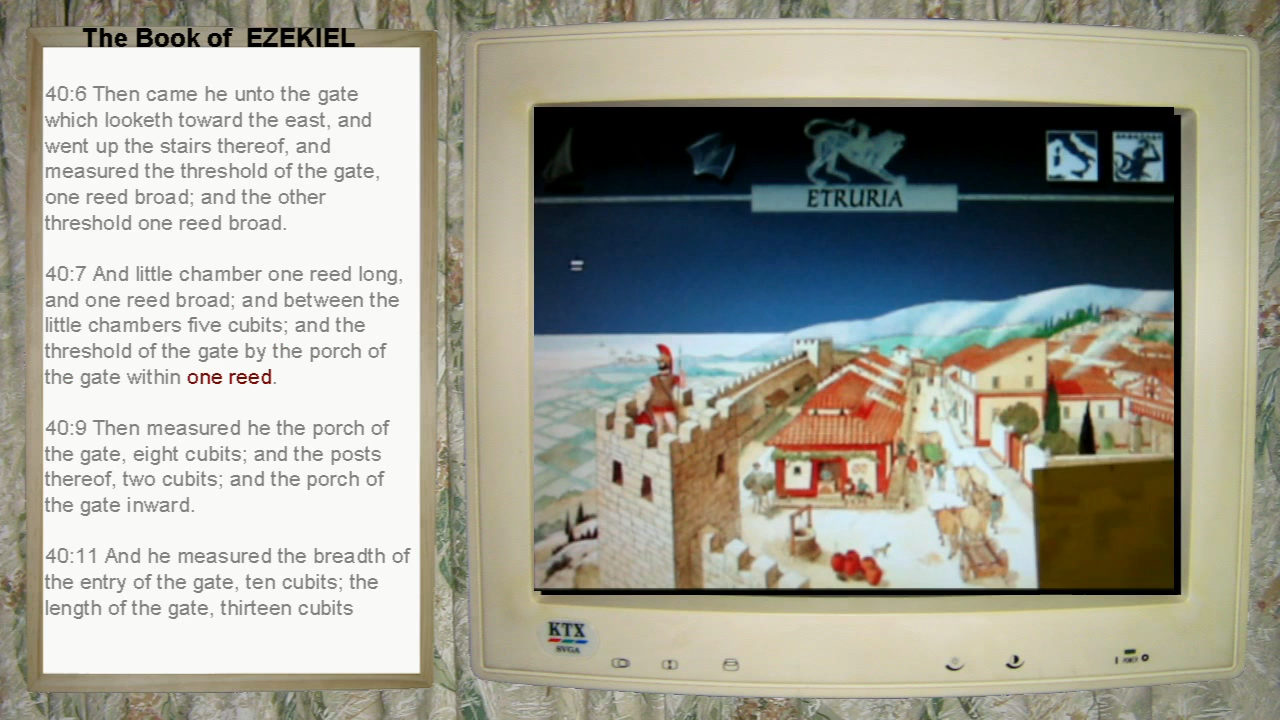 The Book of EZEKIEL
40:6 Then came he unto the gate
which looketh toward the east, and
went up the stairs thereof, and
measured the threshold of the gate,
one reed broad; and the other
threshold one reed broad.
40:7 And little chamber one reed long,
and one reed broad; and between the
little chambers five cubits; and the
threshold of the gate by the porch of
the gate within one reed.
40:9 Then measured he the porch of
the gate, eight cubits; and the posts
thereof, two cubits; and the porch of
the gate inward.
40:11 And he measured the breadth of
the entry of the gate, ten cubits; the
length of the gate, thirteen cubits
ETRURIA
KTX
SVGA
POWER